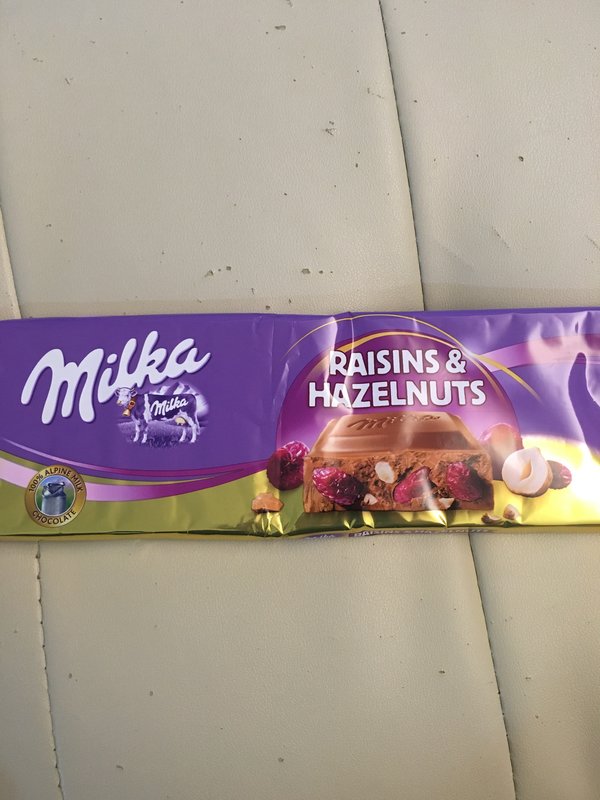 Milka
Milka
RAISINS &
HAZELNUTS
100% ALPINE MILK
CHOCOLATE